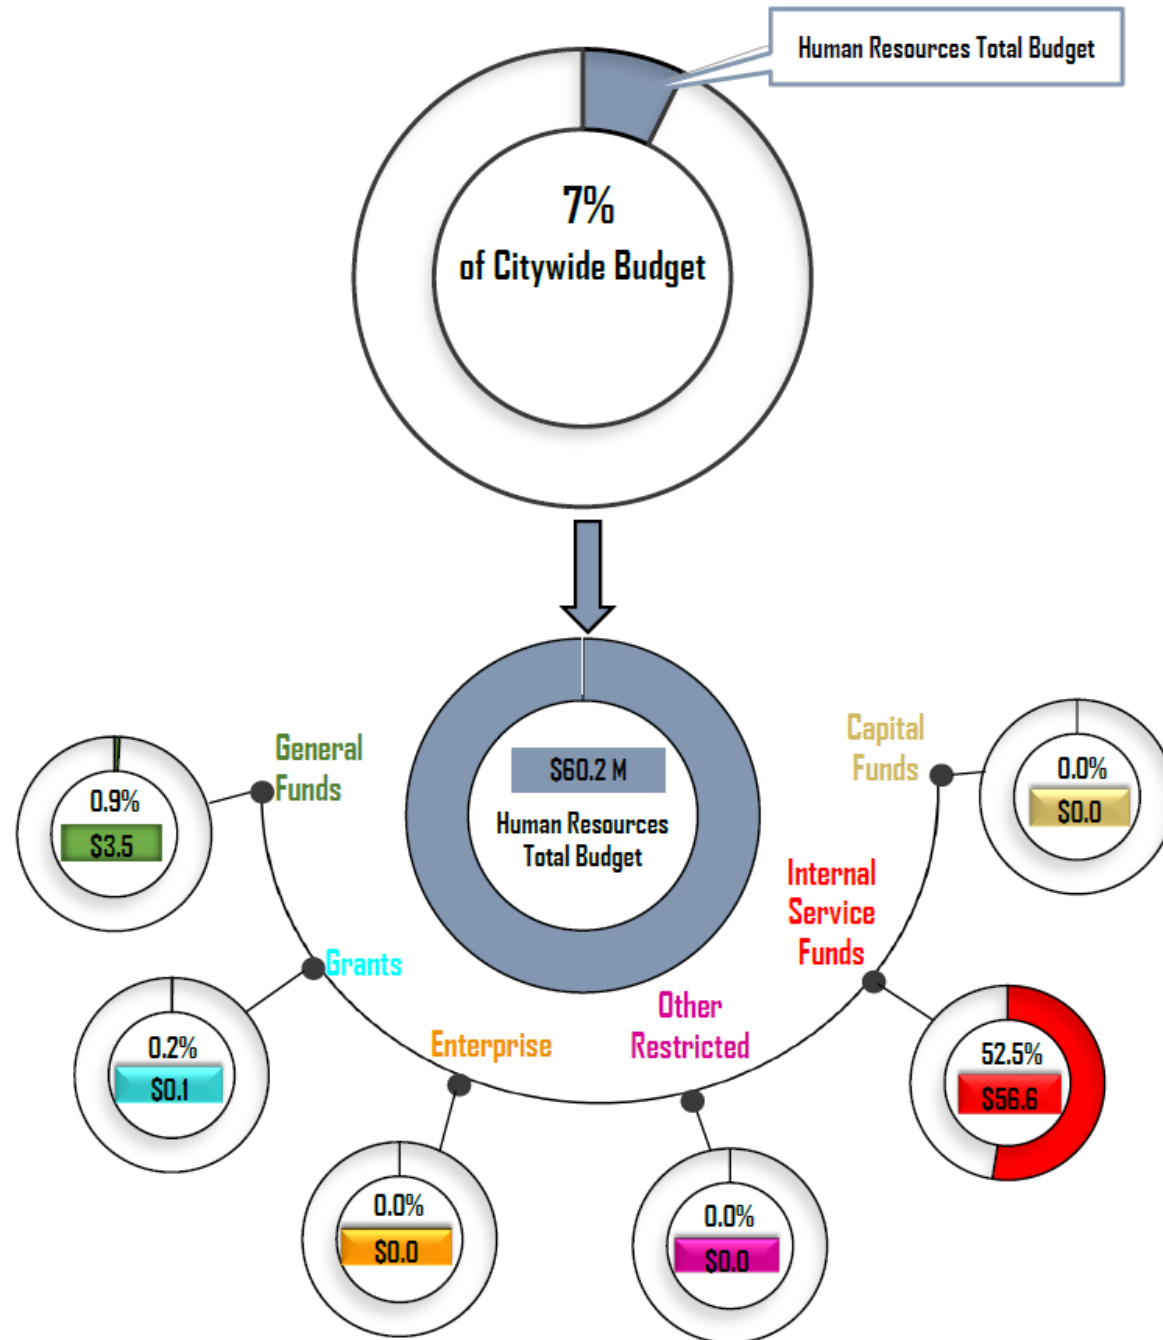 Human Resources Total Budget
7%
of Citywide Budget
$60.2 M
Human Resources
Total Budget
General
Funds
0.9%
$3.5
Grants
0.2%
$0.1
Enterprise
0.0%
$0.0
Other
Restricted
0.0%
$0.0
Internal
Service
Funds
52.5%
$56.6
Capital
Funds
0.0%
$0.0